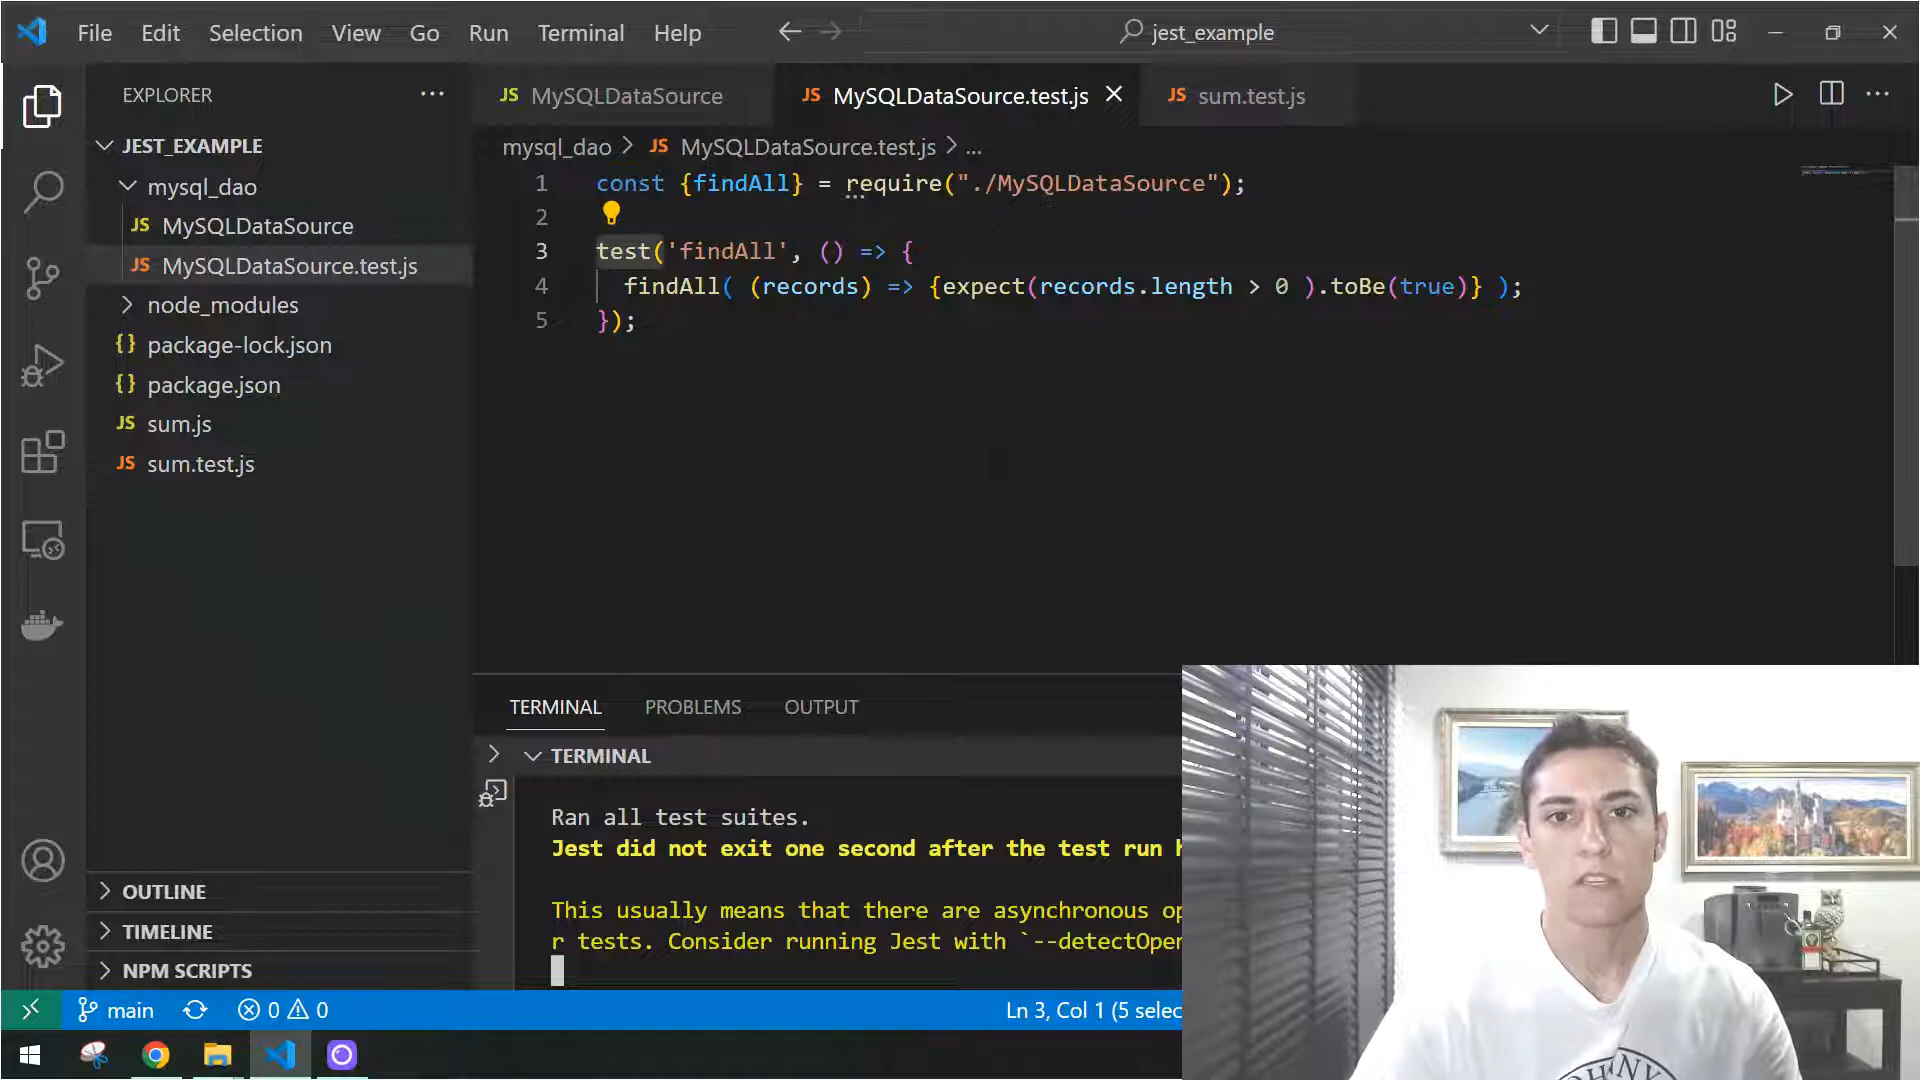 File Edit Selection View Go Run Terminal Help
jest_example
EXPLORER
JEST_EXAMPLE
mysql_dao
JS MySQLDataSource
JS MySQLDataSource.test.js
node_modules
{} package-lock.json
{} package.json
JS sum.js
JS sum.test.js
OUTLINE
TIMELINE
NPM SCRIPTS
JS MySQLDataSource
JS MySQLDataSource.test.js
JS sum.test.js
mysql_dao > JS MySQLDataSource.test.js > ...
1 const {findAll} = require("./MySQLDataSource");
2
3 test('findAll', () => {
4 findAll( (records) => {expect(records.length > 0 ).toBe(true)} );
5 });
TERMINAL PROBLEMS OUTPUT
TERMINAL
Ran all test suites.
Jest did not exit one second after the test run h
This usually means that there are asynchronous op
r tests. Consider running Jest with `--detectOpen
main 0 0
Ln 3, Col 1 (5 selec